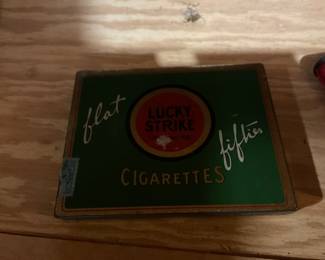 flat
LUCKY
STRIKE
fifties
CIGARETTES